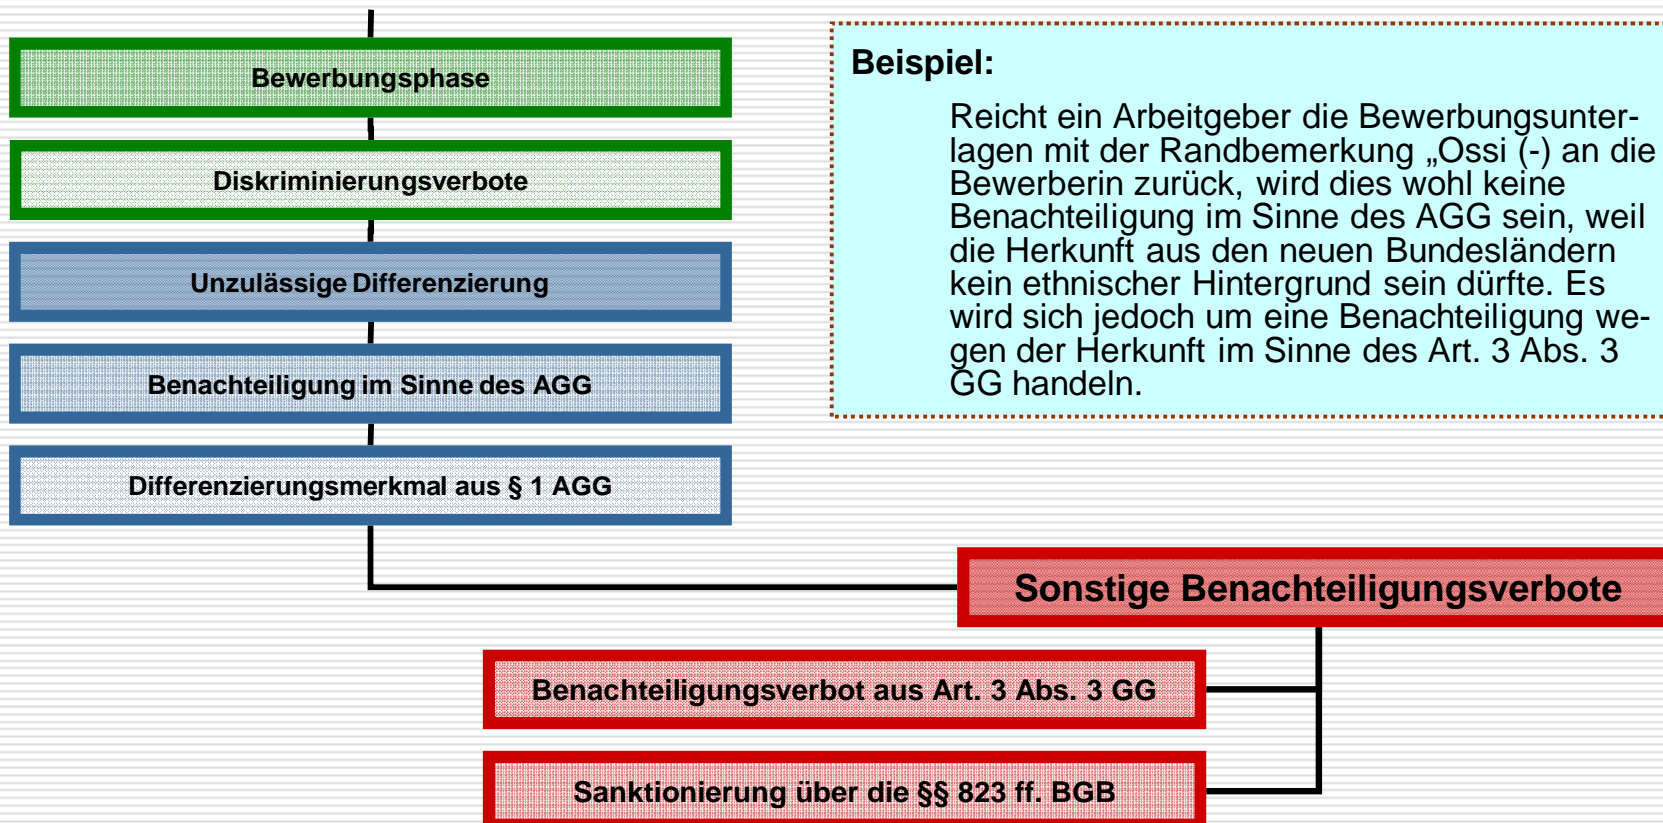 Bewerbungsphase
Diskriminierungsverbote
Unzulässige Differenzierung
Benachteiligung im Sinne des AGG
Differenzierungsmerkmal aus § 1 AGG
Beispiel:
Reicht ein Arbeitgeber die Bewerbungsunter-
lagen mit der Randbemerkung „Ossi (-) an die
Bewerberin zurück, wird dies wohl keine
Benachteiligung im Sinne des AGG sein, weil
die Herkunft aus den neuen Bundesländern
kein ethnischer Hintergrund sein dürfte. Es
wird sich jedoch um eine Benachteiligung we-
gen der Herkunft im Sinne des Art. 3 Abs. 3
GG handeln.
Sonstige Benachteiligungsverbote
Benachteiligungsverbot aus Art. 3 Abs. 3 GG
Sanktionierung über die §§ 823 ff. BGB